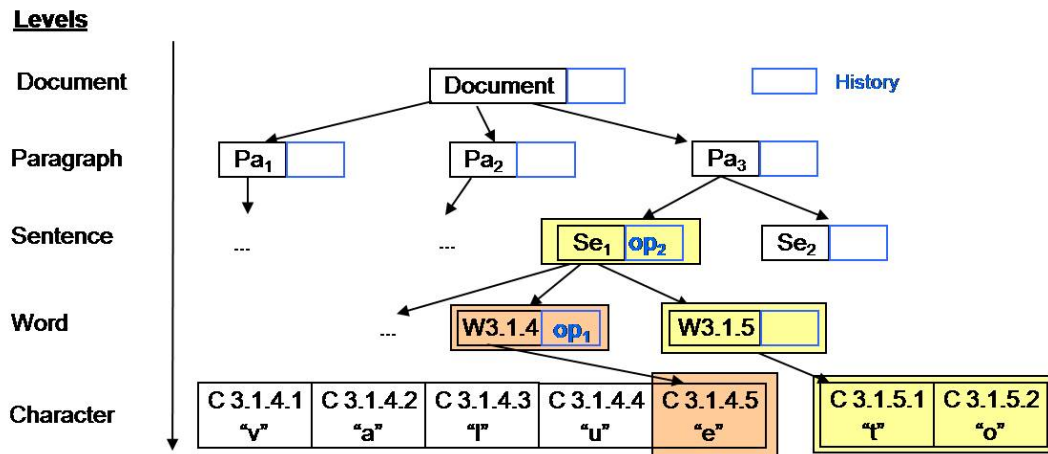 Levels
Document
Document
History
Paragraph
Pa1
Pa2
Pa3
Sentence
...
...
Se1 op2
Se2
Word
...
W3.1.4 op1
W3.1.5
Character
C 3.1.4.1 C 3.1.4.2 C 3.1.4.3 C 3.1.4.4 C 3.1.4.5 C 3.1.5.1 C 3.1.5.2
“v” “a” “l” “u” “e” “t” “o”